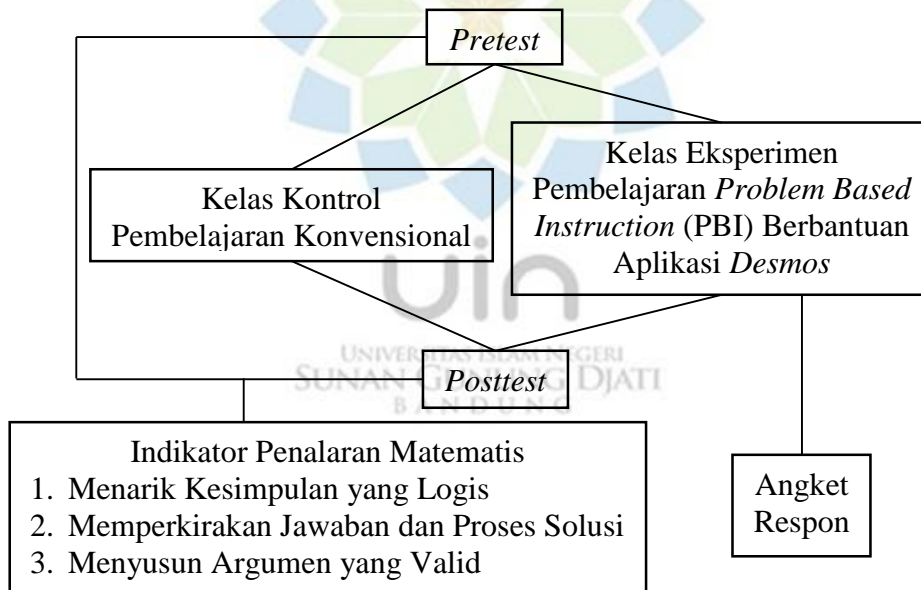 Pretest
Kelas Kontrol
Pembelajaran Konvensional
Kelas Eksperimen
Pembelajaran Problem Based
Instruction (PBI) Berbantuan
Aplikasi Desmos
uin
UNIVERSITAS ISLAM NEGERI
SUNAN GUNUNG DJATI
BANDUNG
Posttest
Indikator Penalaran Matematis
1. Menarik Kesimpulan yang Logis
2. Memperkirakan Jawaban dan Proses Solusi
3. Menyusun Argumen yang Valid
Angket
Respon